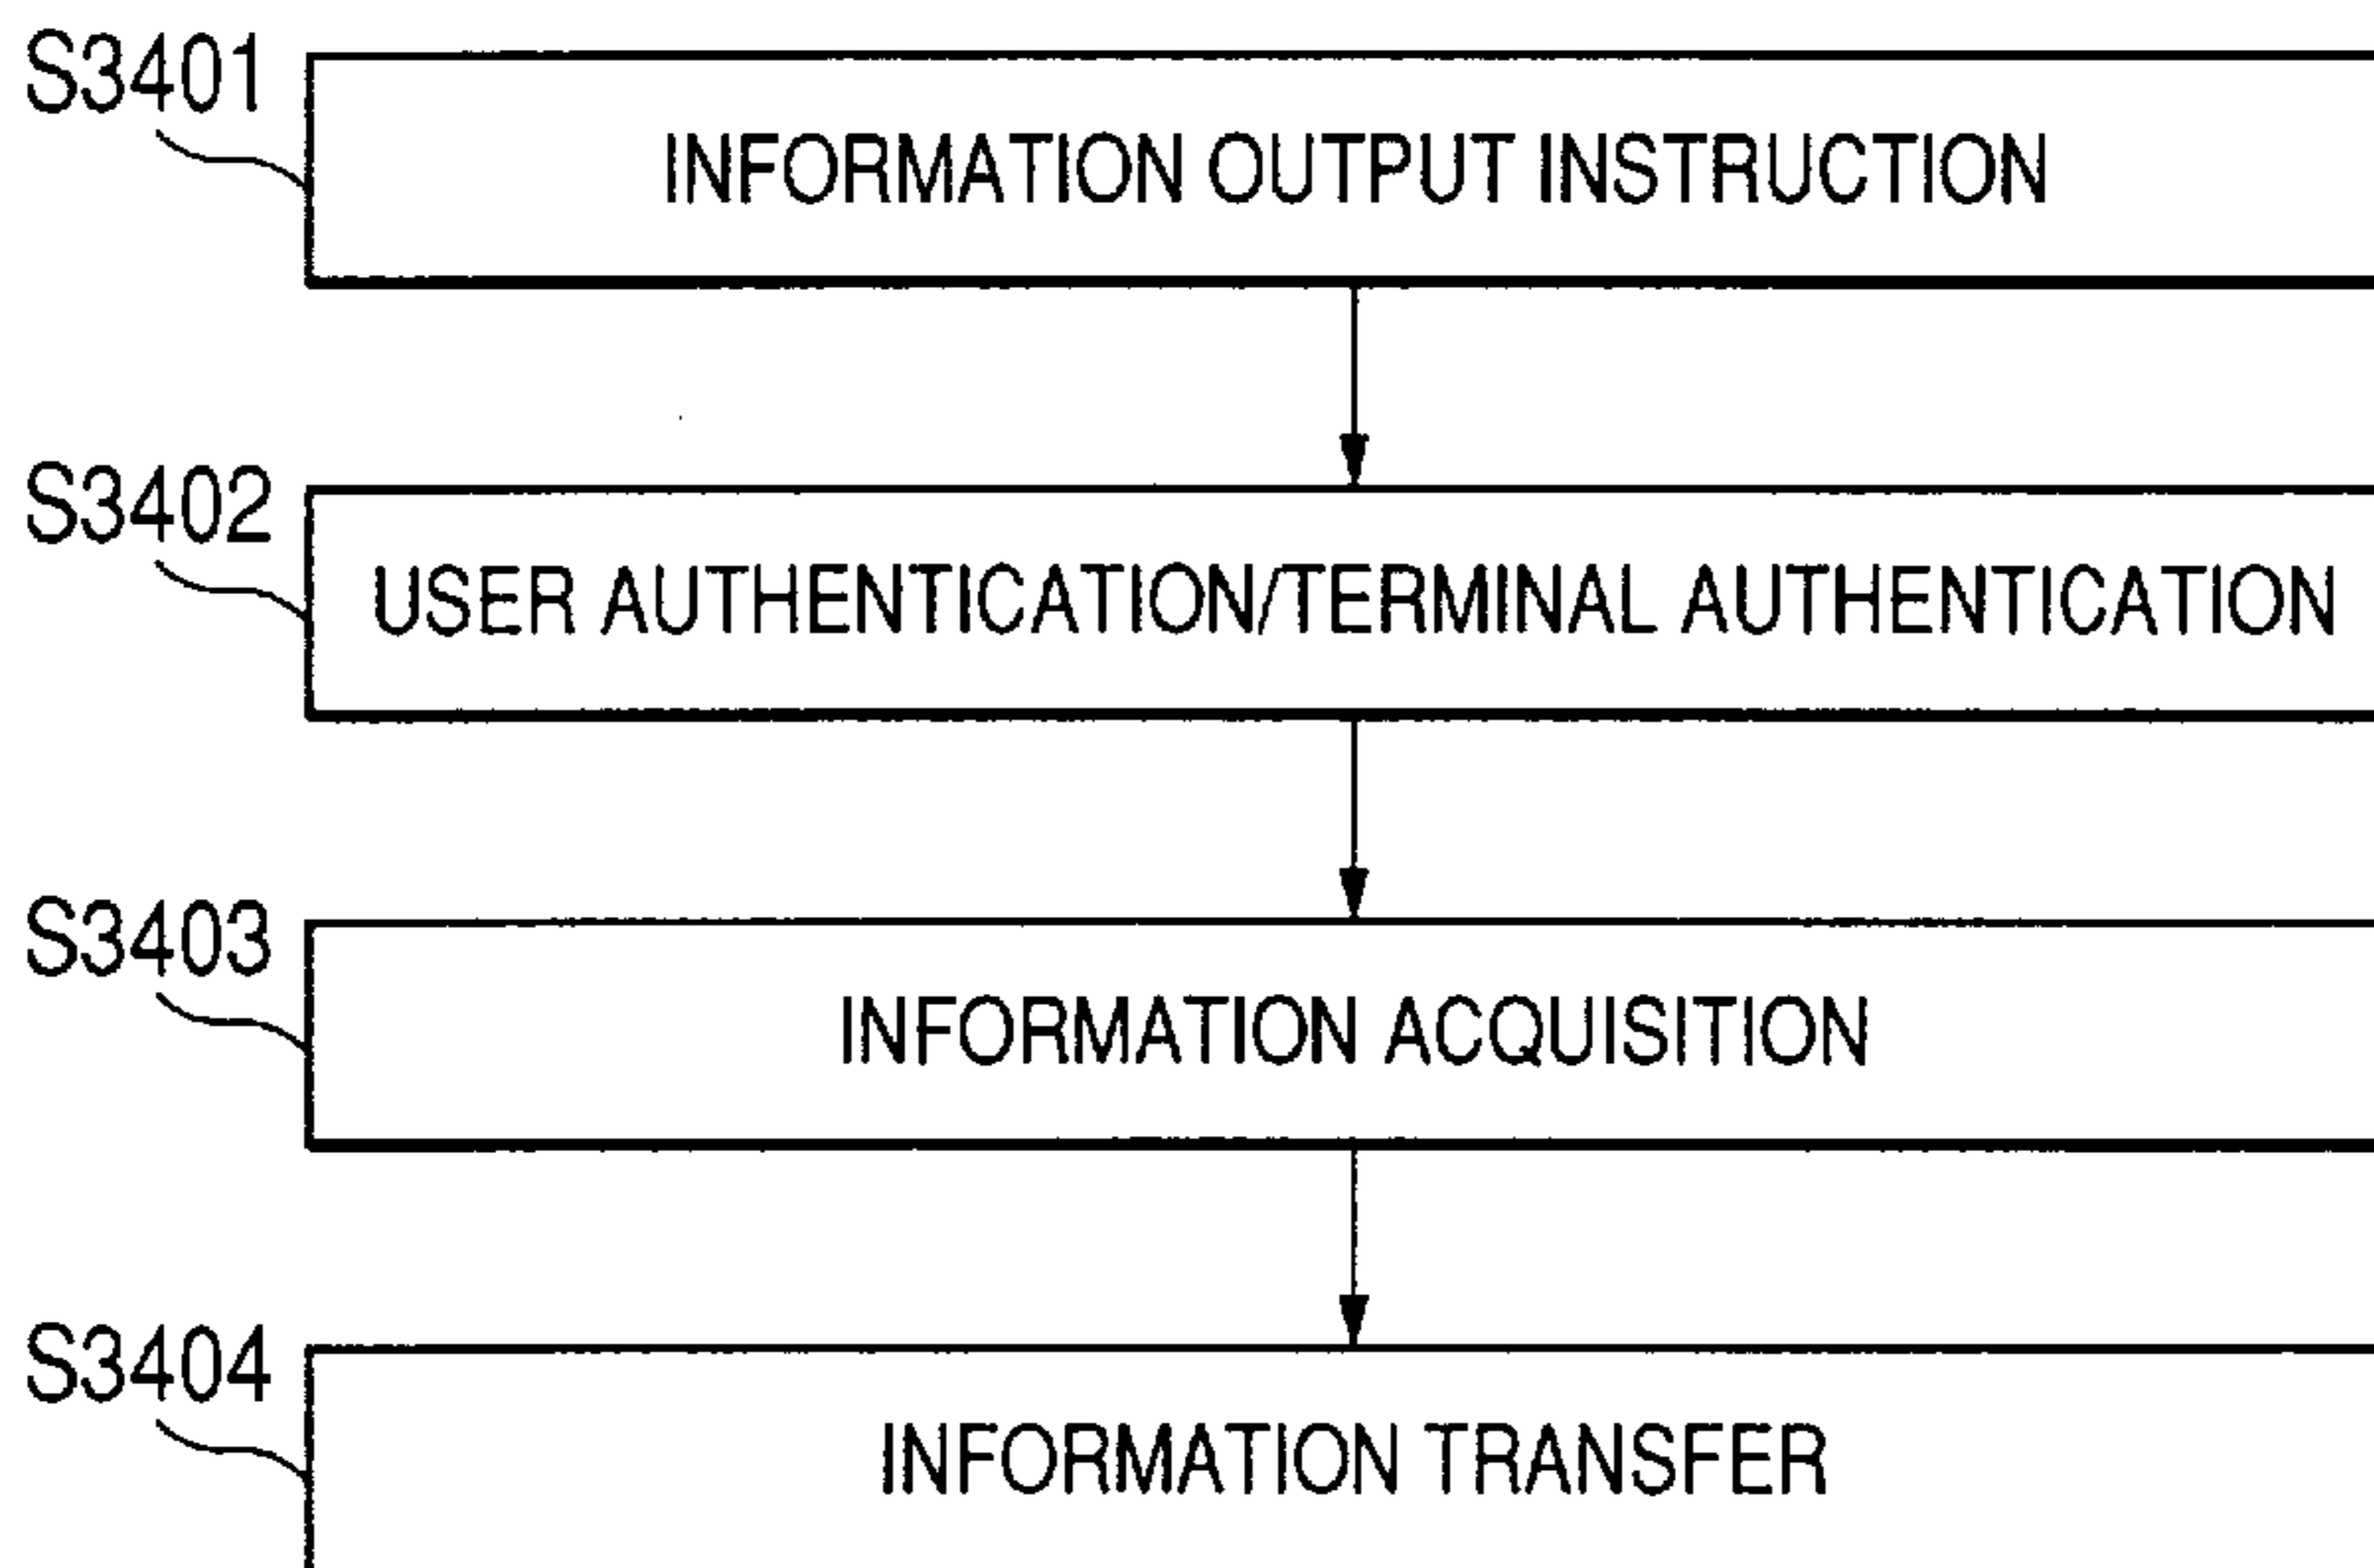 S3401
INFORMATION OUTPUT INSTRUCTION
S3402
USER AUTHENTICATION/TERMINAL AUTHENTICATION
S3403
INFORMATION ACQUISITION
S3404
INFORMATION TRANSFER